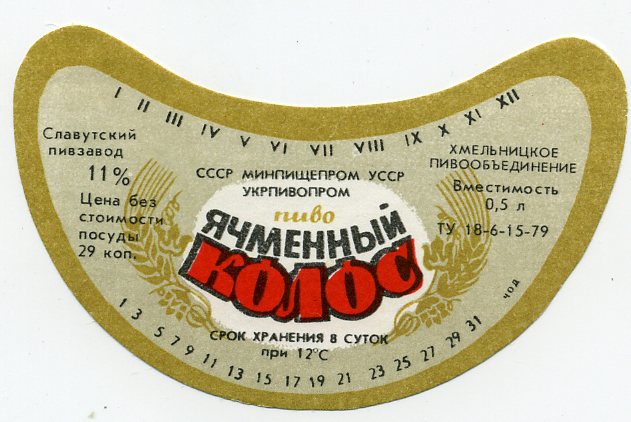 I II III IV V VI VII VIII IX X XI XII
Славутский
пивзавод
11%
Цена без
стоимости
посуды
29 коп.
СССР МИНПИЩЕПРОМ УССР
УКРПИВОПРОМ
пиво
ЯЧМЕННЫЙ
КОЛОС
СРОК ХРАНЕНИЯ 8 СУТОК
при 12°С
ХМЕЛЬНИЦКОЕ
ПИВООБЪЕДИНЕНИЕ
Вместимость
0,5 л
ТУ 18-6-15-79
1 3 5 7 9 11 13 15 17 19 21 23 25 27 29 31